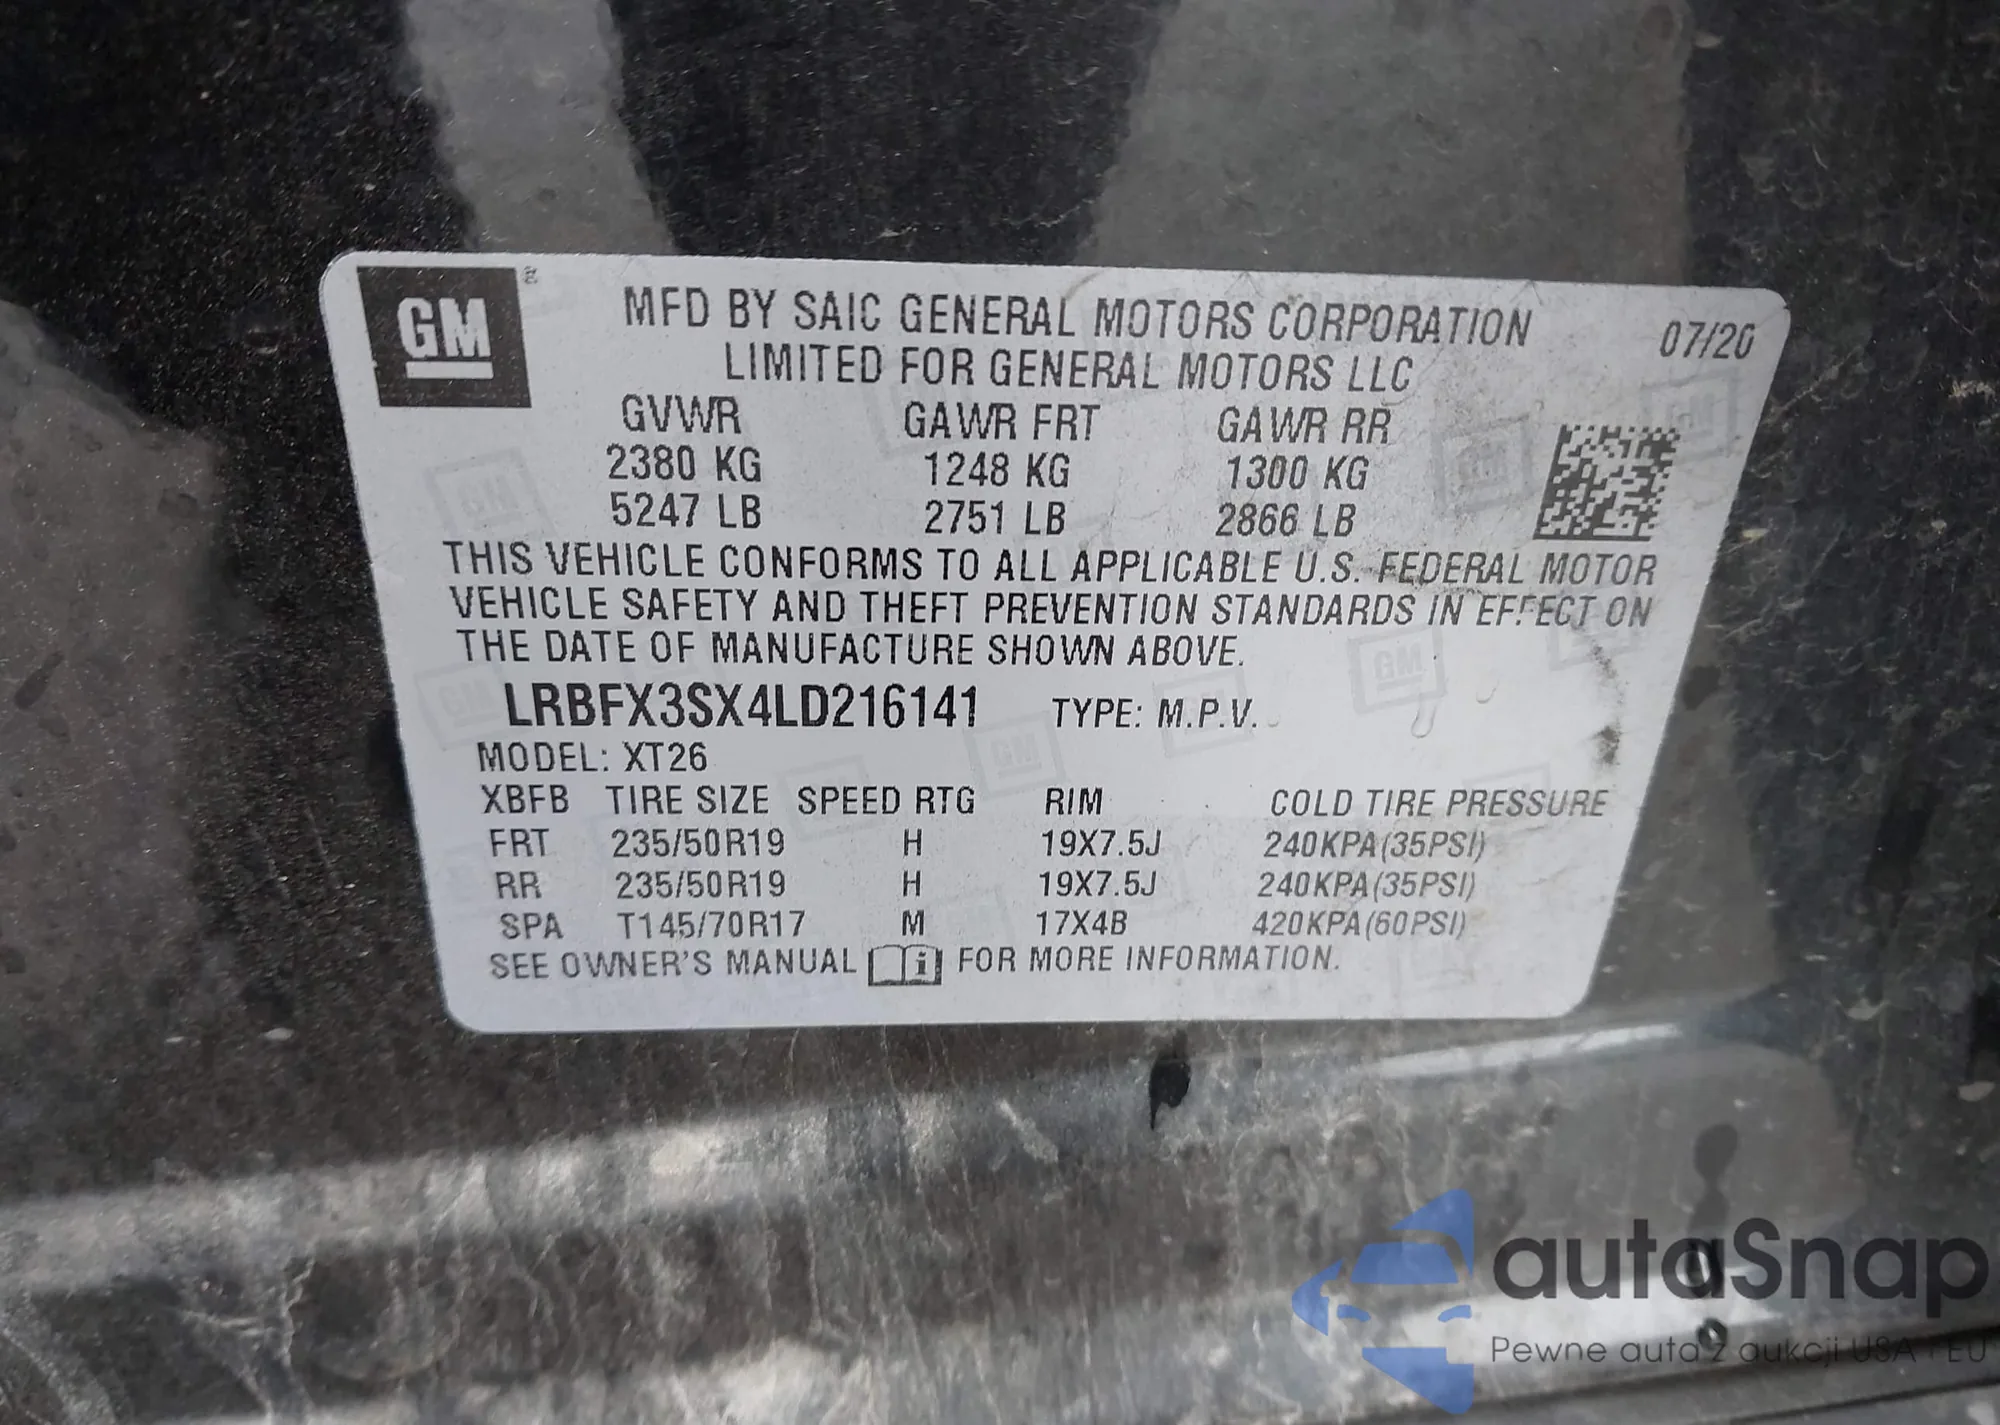 GM
MFD BY SAIC GENERAL MOTORS CORPORATION
07/20
LIMITED FOR GENERAL MOTORS LLC
GVWR GAWR FRT GAWR RR
2380 KG 1248 KG 1300 KG
5247 LB 2751 LB 2866 LB
THIS VEHICLE CONFORMS TO ALL APPLICABLE U.S. FEDERAL MOTOR
VEHICLE SAFETY AND THEFT PREVENTION STANDARDS IN EFFECT ON
THE DATE OF MANUFACTURE SHOWN ABOVE.
LRBFX3SX4LD216141 TYPE: M.P.V.
MODEL: XT26
XBFB TIRE SIZE SPEED RTG RIM COLD TIRE PRESSURE
FRT 235/50R19 H 19X7.5J 240KPA(35PSI)
RR 235/50R19 H 19X7.5J 240KPA(35PSI)
SPA T145/70R17 M 17X4B 420KPA(60PSI)
SEE OWNER'S MANUAL i FOR MORE INFORMATION.
autaSnap
Pewne auta z aukcji USA i EU